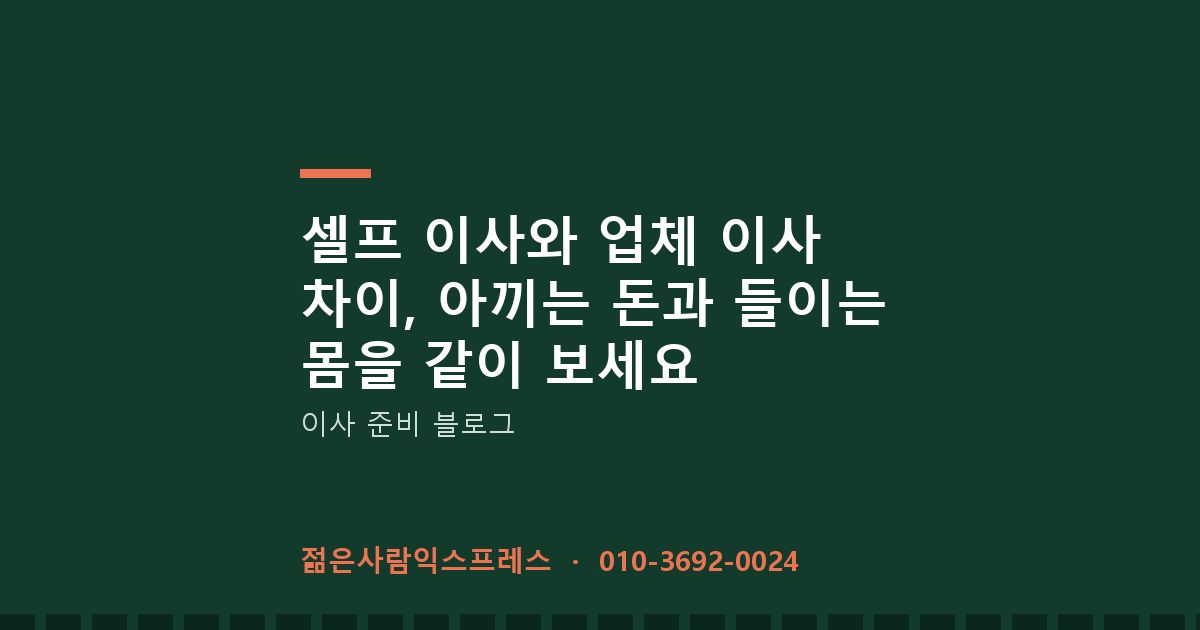 셀프 이사와 업체 이사
차이, 아끼는 돈과 들이는
몸을 같이 보세요
이사 준비 블로그
젊은사람익스프레스 · 010-3692-0024